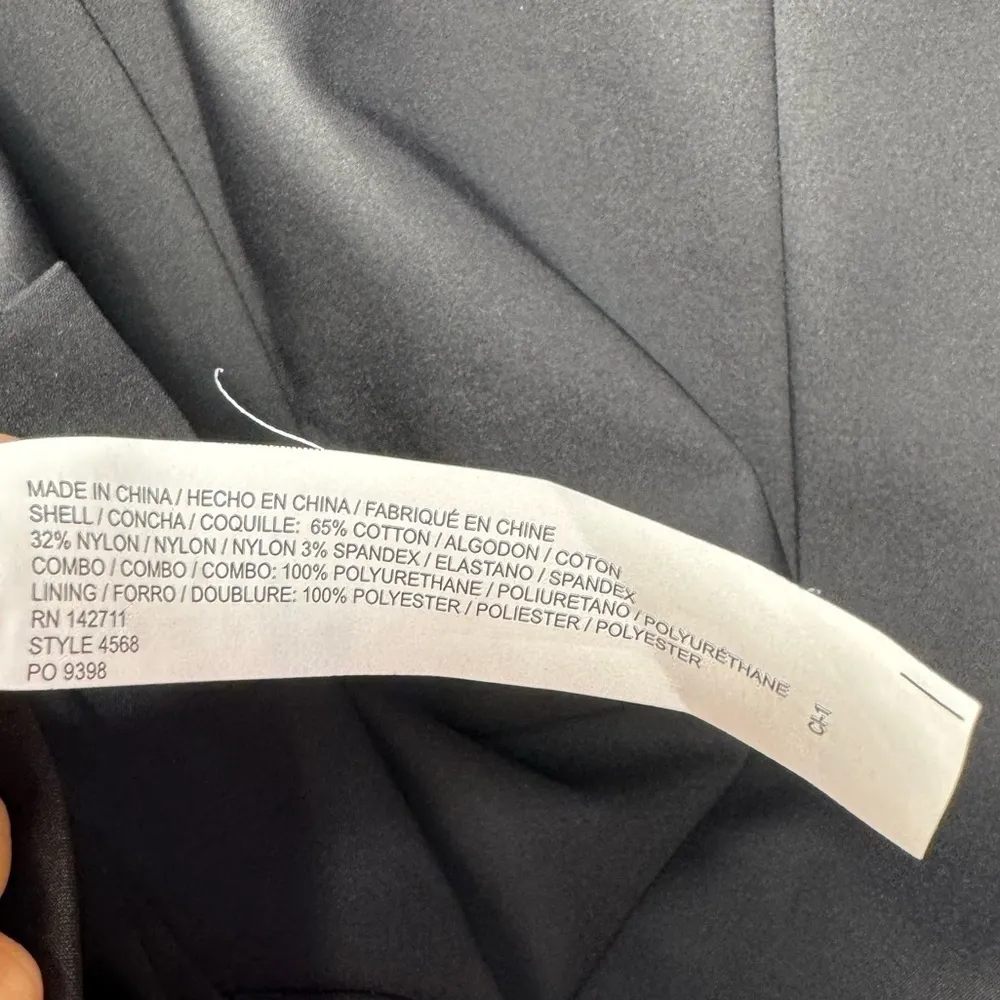 MADE IN CHINA / HECHO EN CHINA / FABRIQUÉ EN CHINE
SHELL / CONCHA / COQUILLE: 65% COTTON / ALGODON / COTON
32% NYLON / NYLON / NYLON 3% SPANDEX / ELASTANO / SPANDEX
COMBO / COMBO / COMBO: 100% POLYURETHANE / POLIURETANO / POLYURÉTHANE
LINING / FORRO / DOUBLURE: 100% POLYESTER / POLIESTER / POLYESTER
RN 142711
STYLE 4568
PO 9398